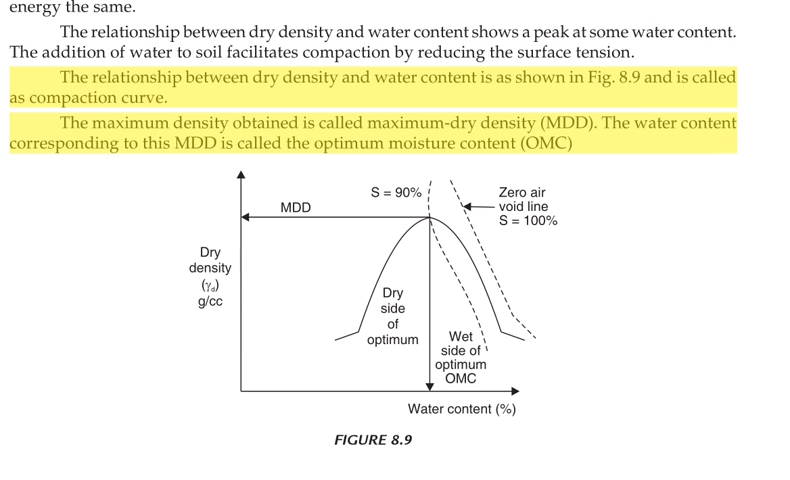 energy the same.
The relationship between dry density and water content shows a peak at some water content.
The addition of water to soil facilitates compaction by reducing the surface tension.
The relationship between dry density and water content is as shown in Fig. 8.9 and is called
as compaction curve.
The maximum density obtained is called maximum-dry density (MDD). The water content
corresponding to this MDD is called the optimum moisture content (OMC)
S = 90%
Zero air
void line
S = 100%
MDD
Dry
density
(γd)
g/cc
Dry
side
of
optimum
Wet
side of
optimum
OMC
Water content (%)
FIGURE 8.9